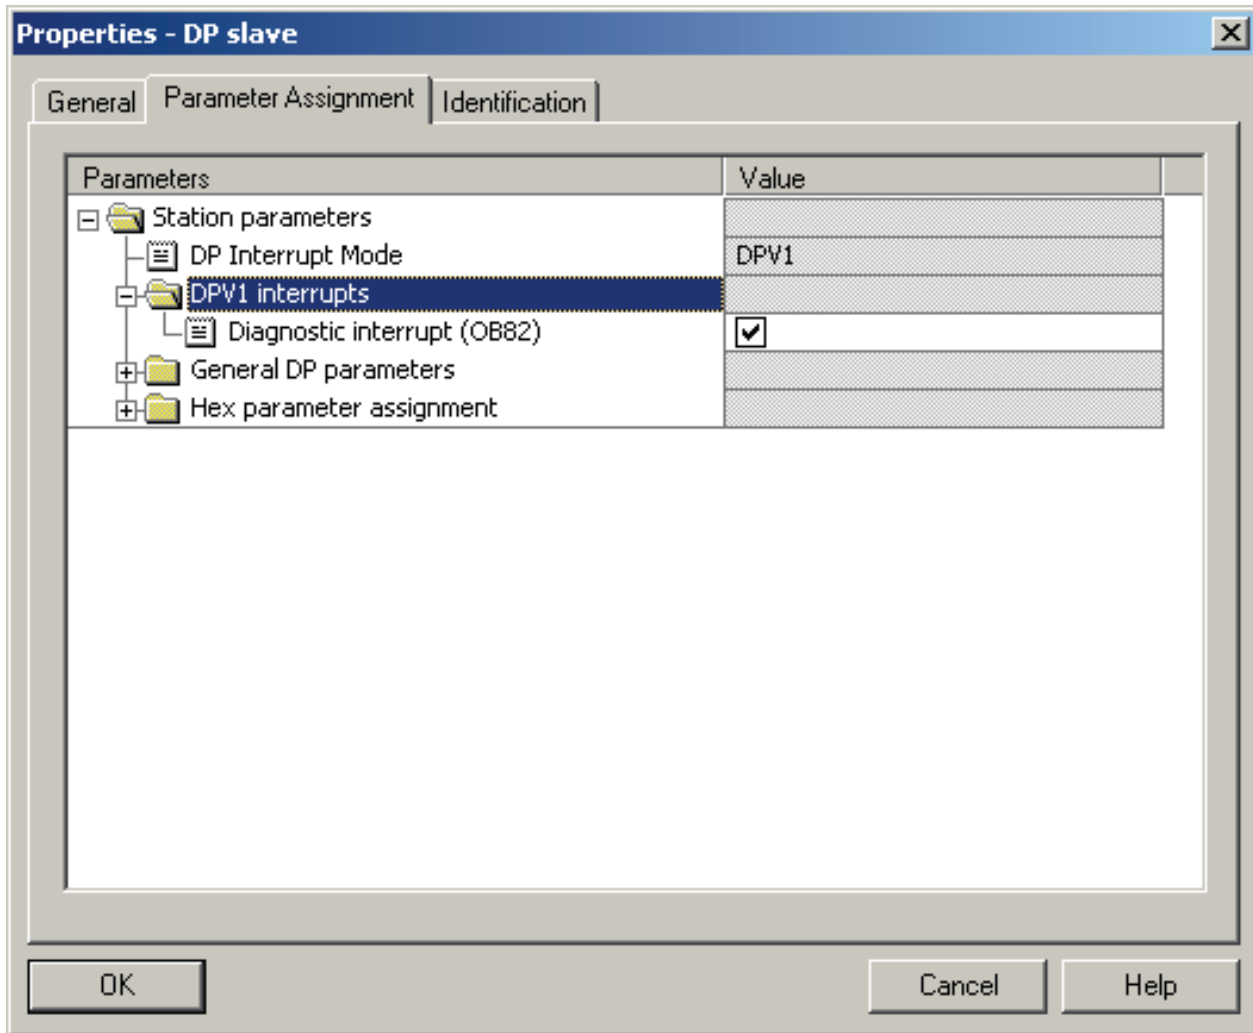 Properties - DP slave
General Parameter Assignment Identification
Parameters Value
Station parameters
DP Interrupt Mode DPV1
DPV1 interrupts
Diagnostic interrupt (OB82)
General DP parameters
Hex parameter assignment
OK Cancel Help